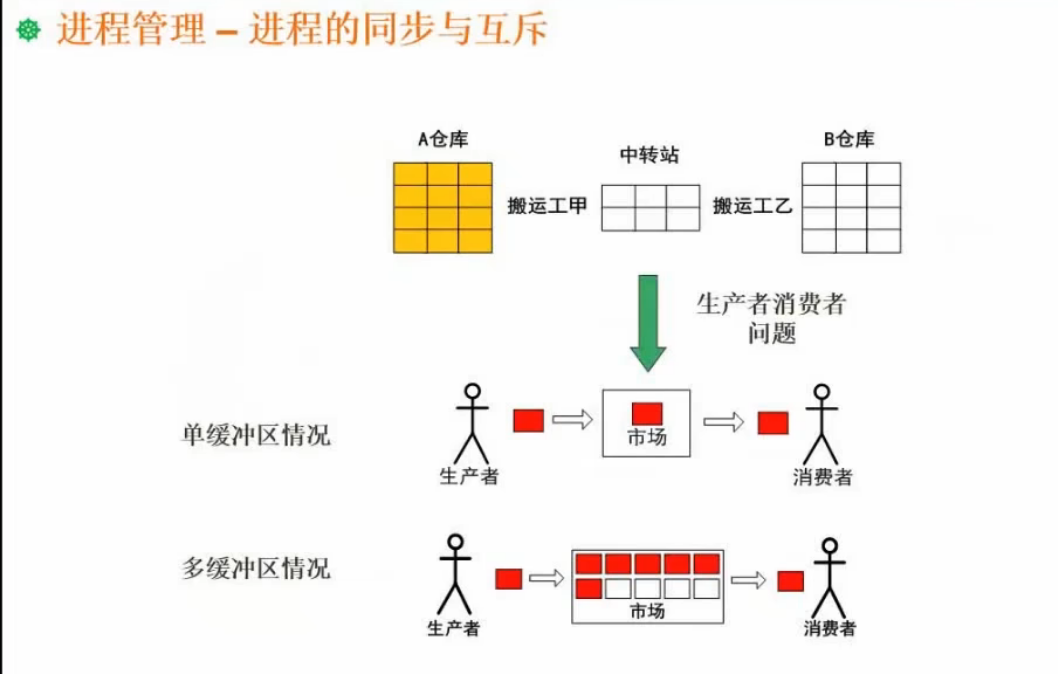 进程管理 – 进程的同步与互斥
A仓库
中转站
B仓库
搬运工甲
搬运工乙
生产者消费者
问题
单缓冲区情况
市场
生产者
消费者
多缓冲区情况
市场
生产者
消费者